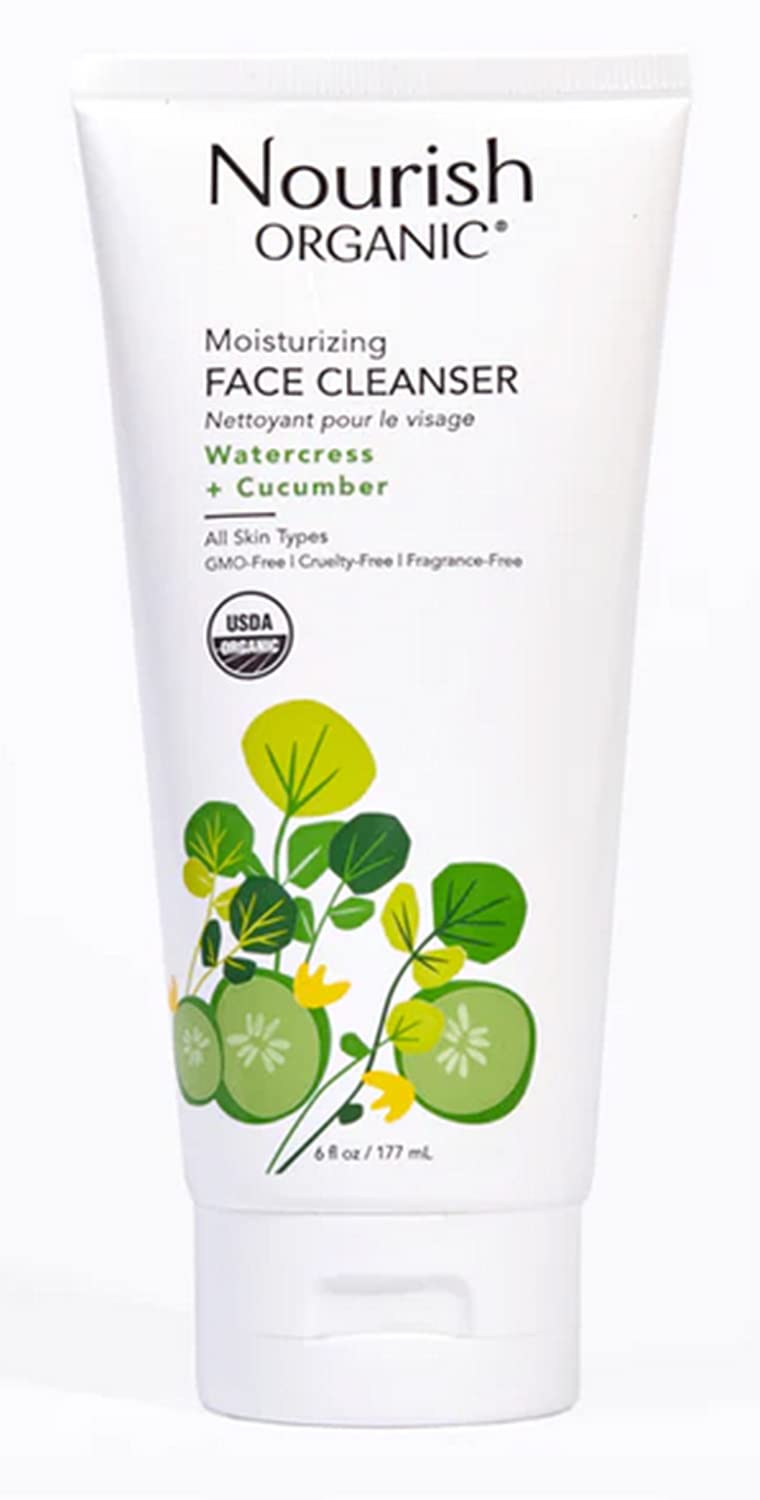 Nourish
ORGANIC®
Moisturizing
FACE CLEANSER
Nettoyant pour le visage
Watercress
+ Cucumber
All Skin Types
GMO-Free | Cruelty-Free | Fragrance-Free
USDA
ORGANIC
6 fl oz / 177 mL